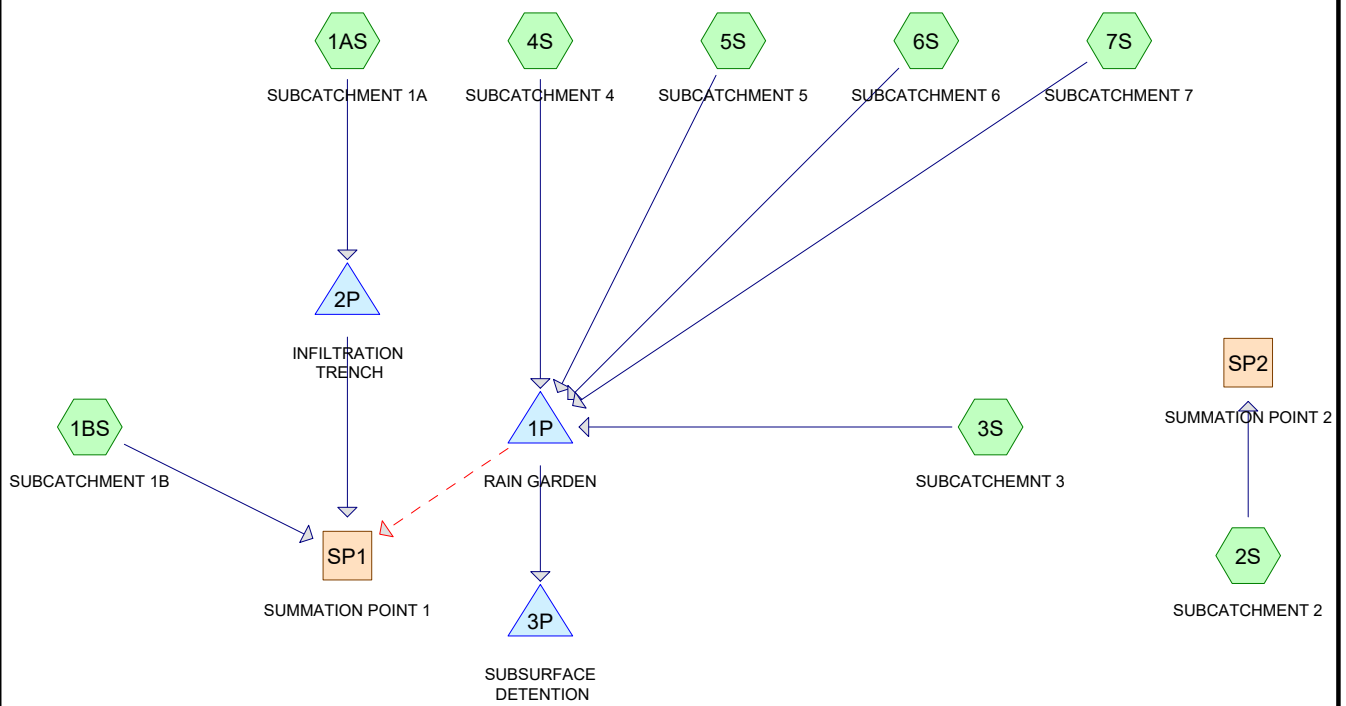 1AS
4S
5S
6S
7S
SUBCATCHMENT 1A
SUBCATCHMENT 4
SUBCATCHMENT 5
SUBCATCHMENT 6
SUBCATCHMENT 7
2P
INFILTRATION
TRENCH
SP2
SUMMATION POINT 2
1BS
SUBCATCHMENT 1B
1P
RAIN GARDEN
3S
SUBCATCHEMNT 3
SP1
SUMMATION POINT 1
2S
SUBCATCHMENT 2
3P
SUBSURFACE
DETENTION